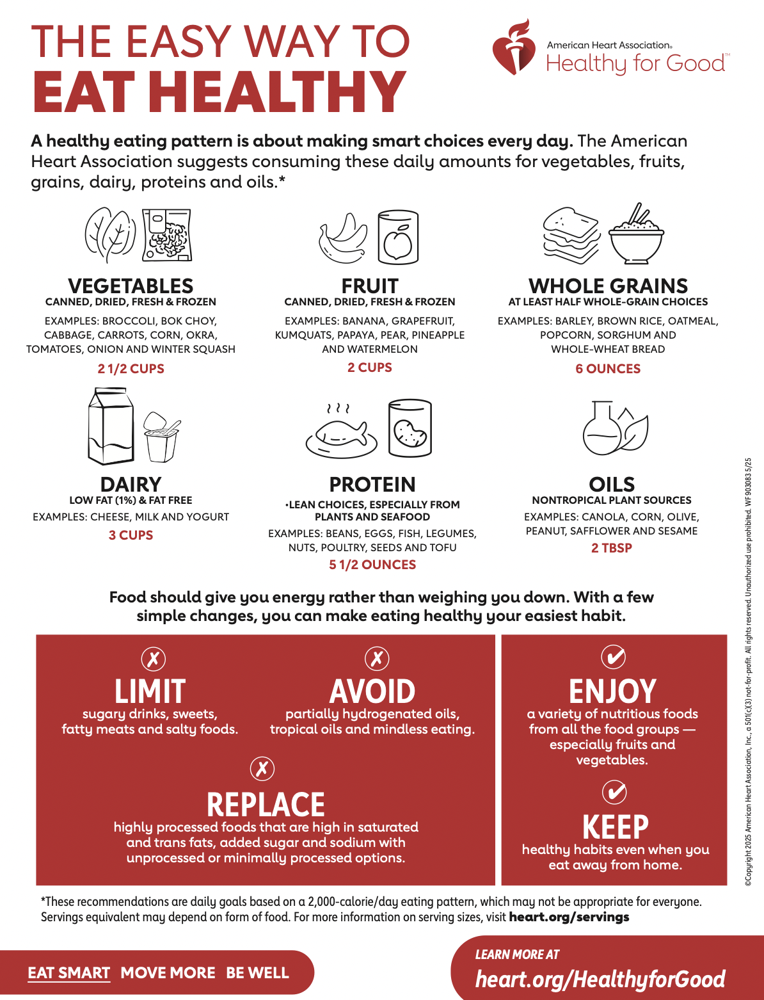 THE EASY WAY TO
EAT HEALTHY
American Heart Association®
Healthy for Good™
A healthy eating pattern is about making smart choices every day. The American
Heart Association suggests consuming these daily amounts for vegetables, fruits,
grains, dairy, proteins and oils.*
VEGETABLES
CANNED, DRIED, FRESH & FROZEN
EXAMPLES: BROCCOLI, BOK CHOY,
CABBAGE, CARROTS, CORN, OKRA,
TOMATOES, ONION AND WINTER SQUASH
2 1/2 CUPS
FRUIT
CANNED, DRIED, FRESH & FROZEN
EXAMPLES: BANANA, GRAPEFRUIT,
KUMQUATS, PAPAYA, PEAR, PINEAPPLE
AND WATERMELON
2 CUPS
WHOLE GRAINS
AT LEAST HALF WHOLE-GRAIN CHOICES
EXAMPLES: BARLEY, BROWN RICE, OATMEAL,
POPCORN, SORGHUM AND
WHOLE-WHEAT BREAD
6 OUNCES
DAIRY
LOW FAT (1%) & FAT FREE
EXAMPLES: CHEESE, MILK AND YOGURT
3 CUPS
PROTEIN
•LEAN CHOICES, ESPECIALLY FROM
PLANTS AND SEAFOOD
EXAMPLES: BEANS, EGGS, FISH, LEGUMES,
NUTS, POULTRY, SEEDS AND TOFU
5 1/2 OUNCES
OILS
NONTROPICAL PLANT SOURCES
EXAMPLES: CANOLA, CORN, OLIVE,
PEANUT, SAFFLOWER AND SESAME
2 TBSP
Food should give you energy rather than weighing you down. With a few
simple changes, you can make eating healthy your easiest habit.
LIMIT
sugary drinks, sweets,
fatty meats and salty foods.
AVOID
partially hydrogenated oils,
tropical oils and mindless eating.
REPLACE
highly processed foods that are high in saturated
and trans fats, added sugar and sodium with
unprocessed or minimally processed options.
ENJOY
a variety of nutritious foods
from all the food groups —
especially fruits and
vegetables.
KEEP
healthy habits even when you
eat away from home.
*These recommendations are daily goals based on a 2,000-calorie/day eating pattern, which may not be appropriate for everyone.
Servings equivalent may depend on form of food. For more information on serving sizes, visit heart.org/servings
EAT SMART MOVE MORE BE WELL
LEARN MORE AT
heart.org/HealthyforGood
©Copyright 2025 American Heart Association, Inc., a 501(c)(3) not-for-profit. All rights reserved. Unauthorized use prohibited. WF 903083 5/25